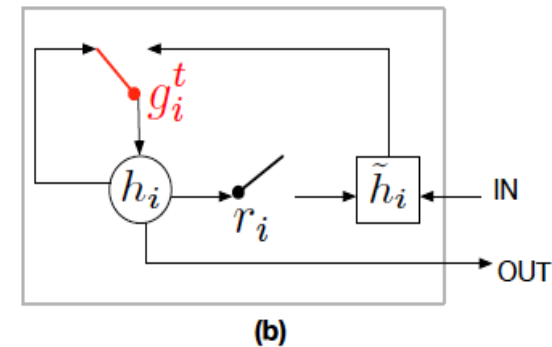 g_i^t
h_i
r_i
h̃_i
IN
OUT
(b)